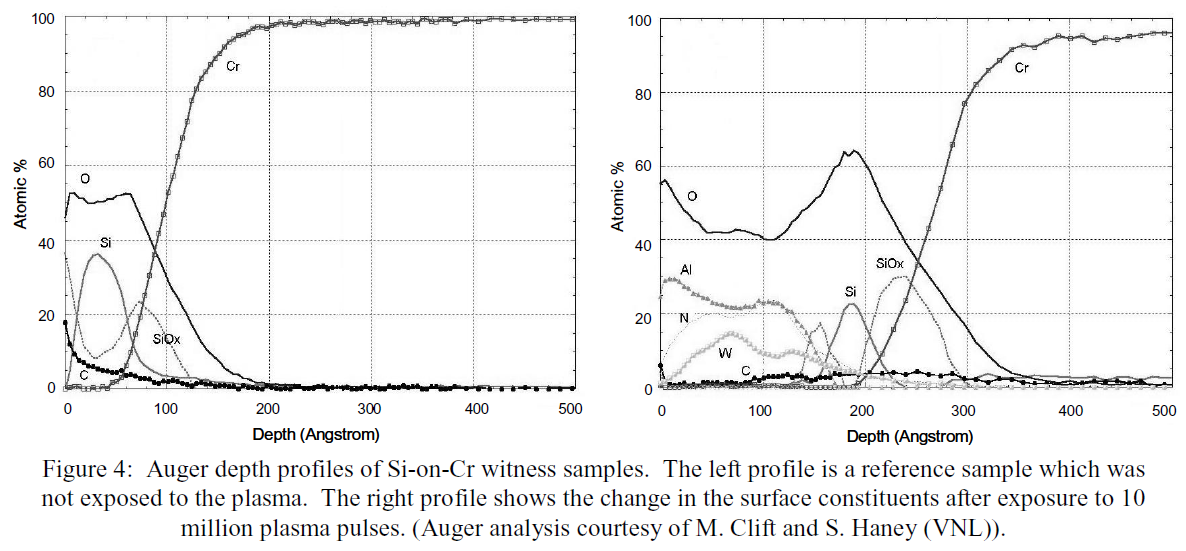 100
80
60
40
20
0
Atomic %
Cr
O
Si
SiOx
C
0 100 200 300 400 500
Depth (Angstrom)
100
80
60
40
20
0
Atomic %
Cr
O
SiOx
Al
Si
N
W
C
0 100 200 300 400 500
Depth (Angstrom)
Figure 4: Auger depth profiles of Si-on-Cr witness samples. The left profile is a reference sample which was
not exposed to the plasma. The right profile shows the change in the surface constituents after exposure to 10
million plasma pulses. (Auger analysis courtesy of M. Clift and S. Haney (VNL)).